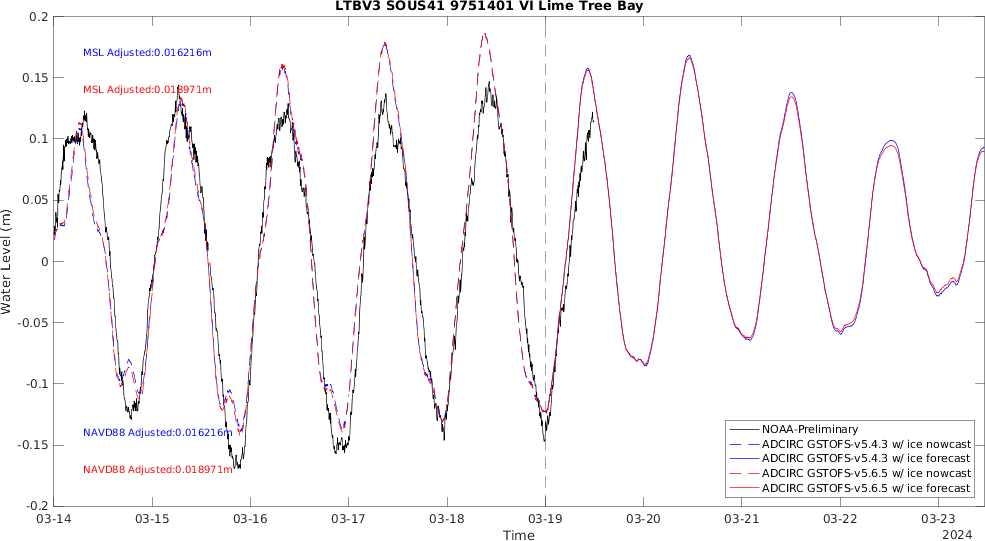 LTBV3 SOUS41 9751401 VI Lime Tree Bay
0.2
0.15
0.1
0.05
0
-0.05
-0.1
-0.15
-0.2
Water Level (m)
MSL Adjusted:0.016216m
MSL Adjusted:0.018971m
NAVD88 Adjusted:0.016216m
NAVD88 Adjusted:0.018971m
NOAA-Preliminary
ADCIRC GSTOFS-v5.4.3 w/ ice nowcast
ADCIRC GSTOFS-v5.4.3 w/ ice forecast
ADCIRC GSTOFS-v5.6.5 w/ ice nowcast
ADCIRC GSTOFS-v5.6.5 w/ ice forecast
03-14 03-15 03-16 03-17 03-18 03-19 03-20 03-21 03-22 03-23
Time
2024